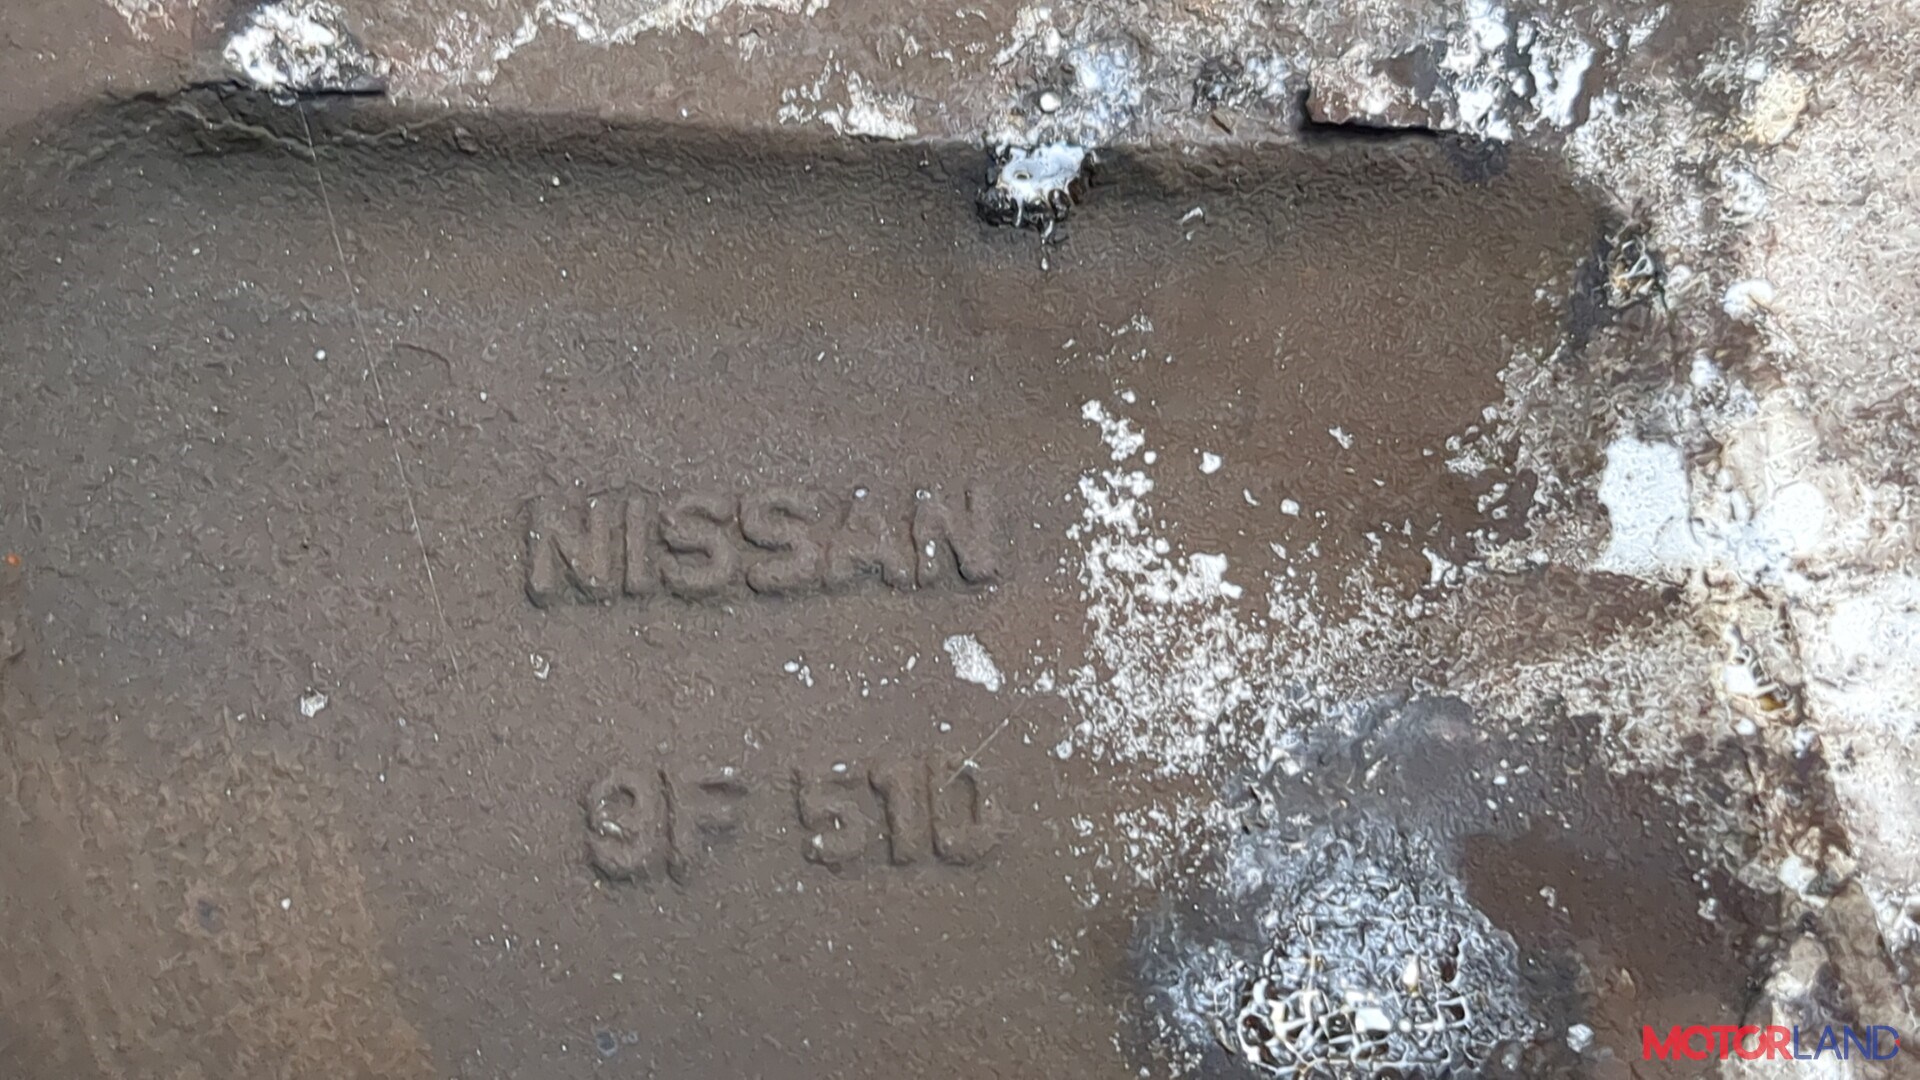 NISSAN
9F 510
MOTORLAND